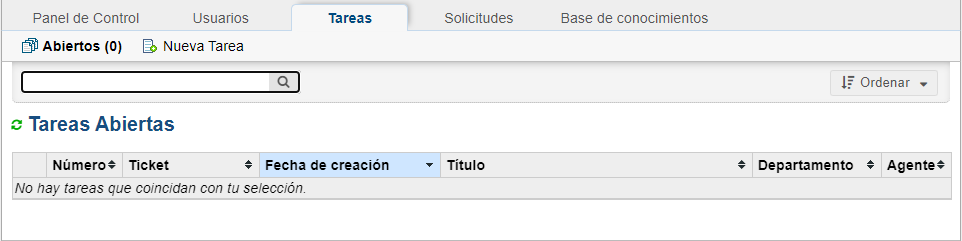 Panel de Control Usuarios Tareas Solicitudes Base de conocimientos
Abiertos (0) Nueva Tarea
Ordenar
Tareas Abiertas
Número Ticket Fecha de creación Título Departamento Agente
No hay tareas que coincidan con tu selección.